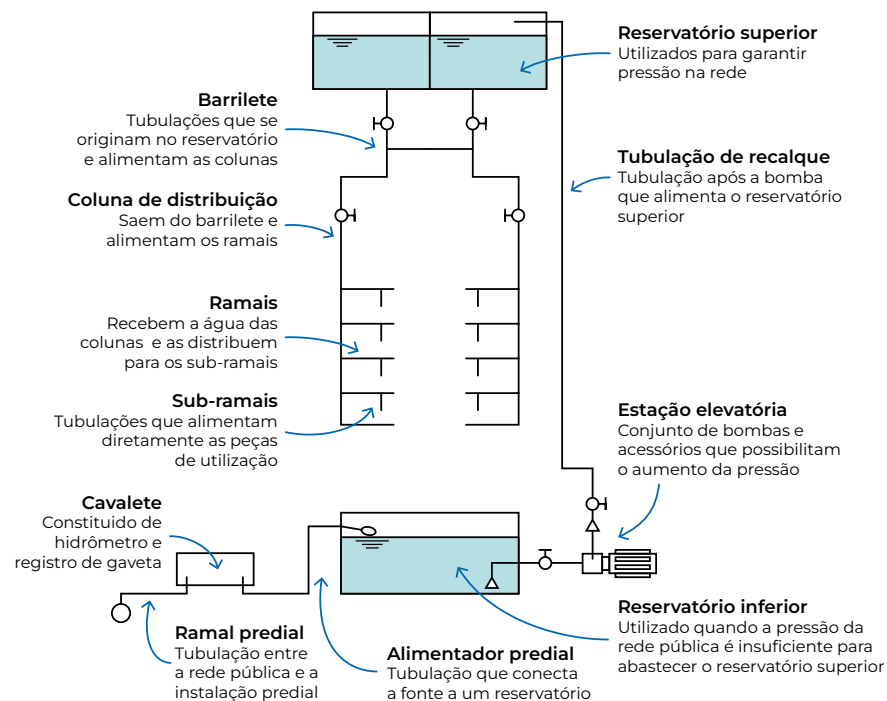 Reservatório superior
Utilizados para garantir
pressão na rede
Barrilete
Tubulações que se
originam no reservatório
e alimentam as colunas
Tubulação de recalque
Tubulação após a bomba
que alimenta o reservatório
superior
Coluna de distribuição
Saem do barrilete e
alimentam os ramais
Ramais
Recebem a água das
colunas e as distribuem
para os sub-ramais
Sub-ramais
Tubulações que alimentam
diretamente as peças
de utilização
Estação elevatória
Conjunto de bombas e
acessórios que possibilitam
o aumento da pressão
Cavalete
Constituido de
hidrômetro e
registro de gaveta
Ramal predial
Tubulação entre
a rede pública e a
instalação predial
Alimentador predial
Tubulação que conecta
a fonte a um reservatório
Reservatório inferior
Utilizado quando a pressão da
rede pública é insuficiente para
abastecer o reservatório superior